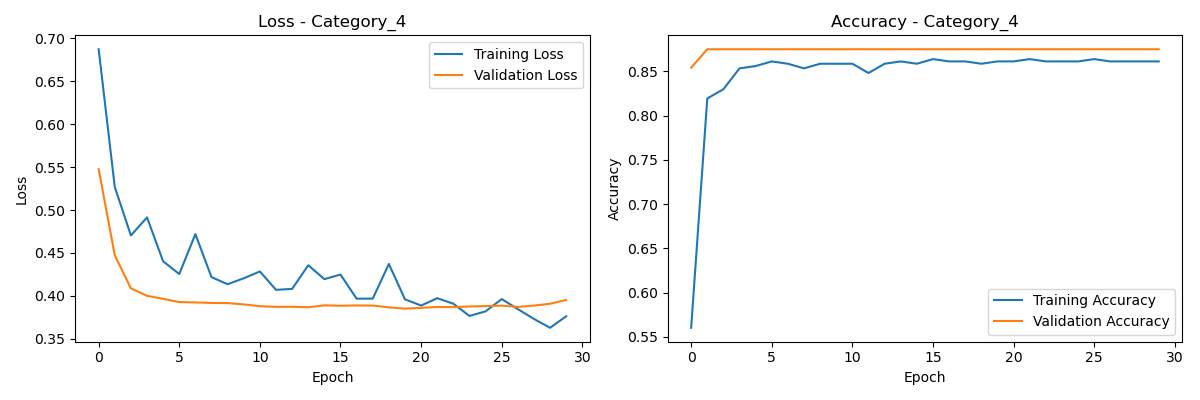 Loss - Category_4
Training Loss
Validation Loss
0.70
0.65
0.60
0.55
0.50
0.45
0.40
0.35
0 5 10 15 20 25 30
Epoch
Loss
Accuracy - Category_4
0.85
0.80
0.75
0.70
0.65
0.60
0.55
Training Accuracy
Validation Accuracy
0 5 10 15 20 25 30
Epoch
Accuracy